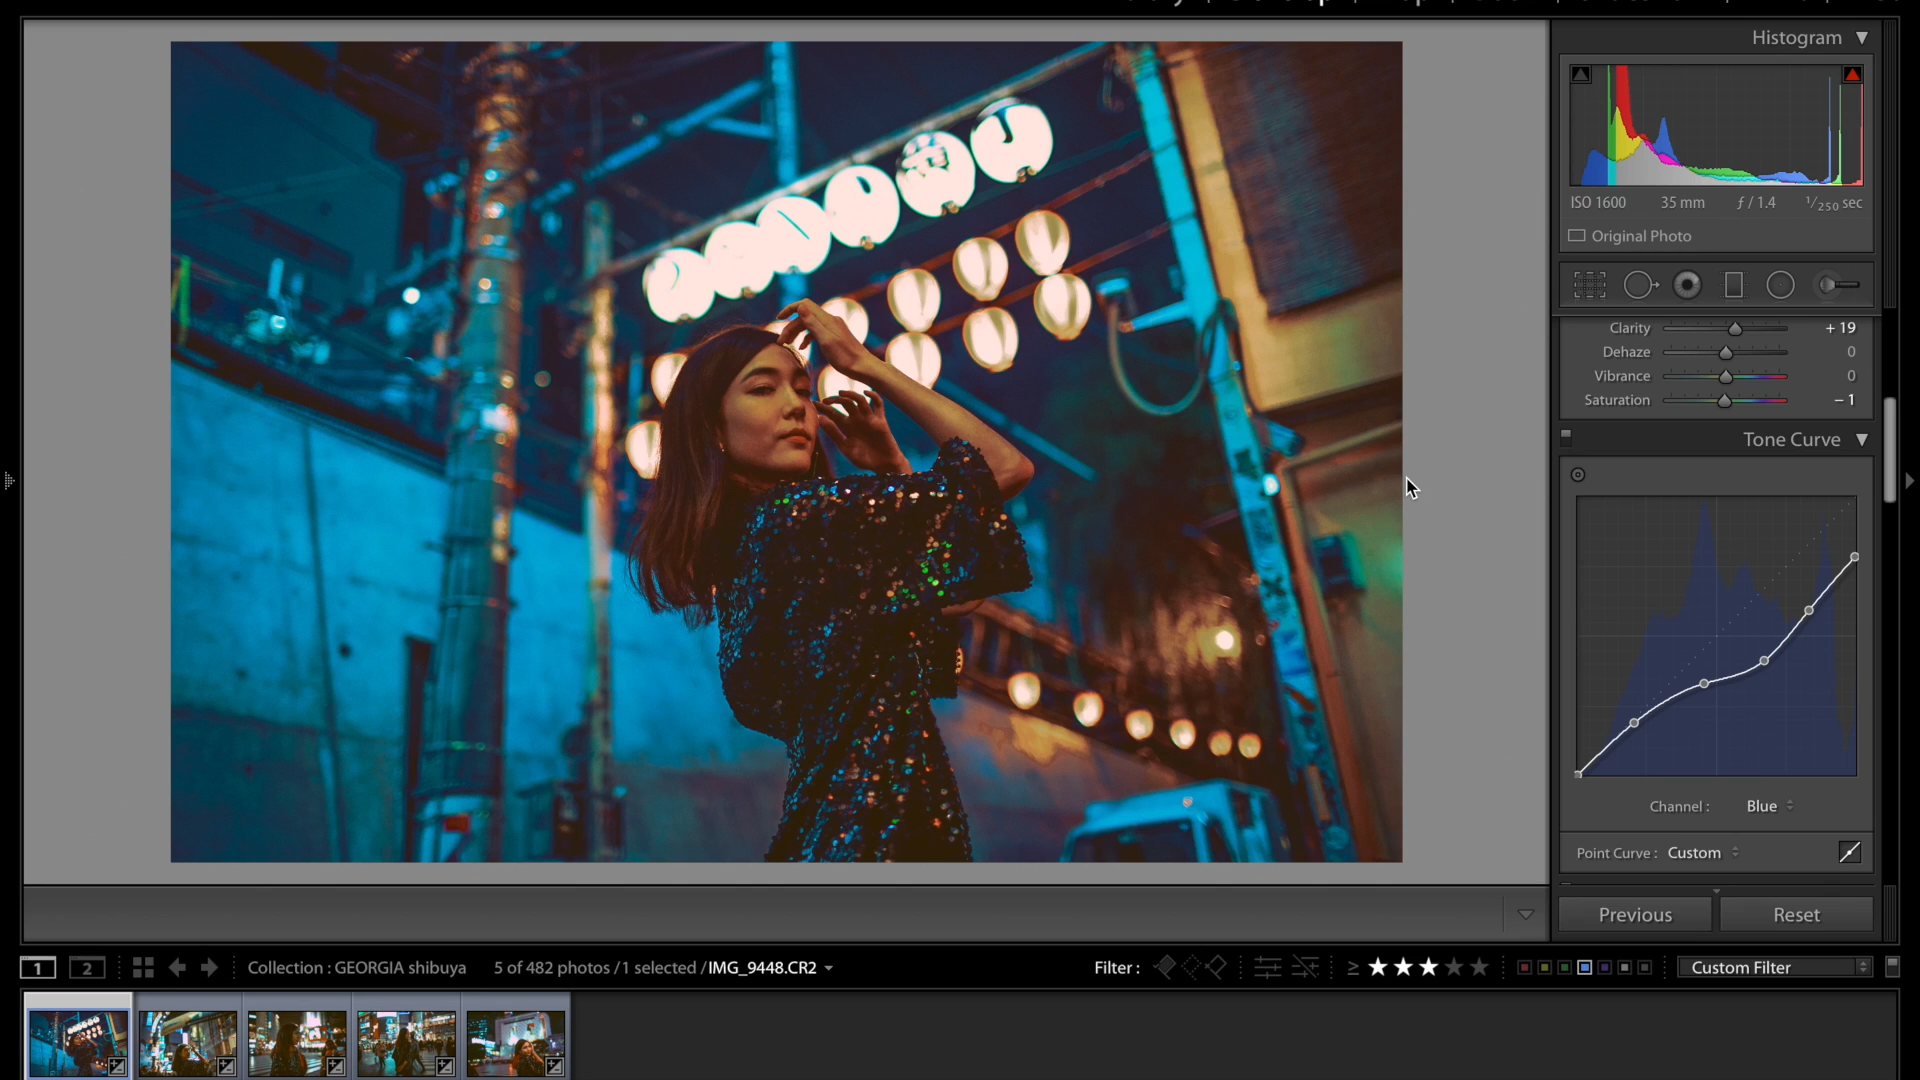 Histogram
ISO 1600 35 mm ƒ / 1.4 1/250 sec
Original Photo
Clarity + 19
Dehaze 0
Vibrance 0
Saturation – 1
Tone Curve
Channel : Blue
Point Curve : Custom
Previous Reset
1 2 Collection : GEORGIA shibuya 5 of 482 photos /1 selected /IMG_9448.CR2 Filter : ≥ ★★★★★ Custom Filter